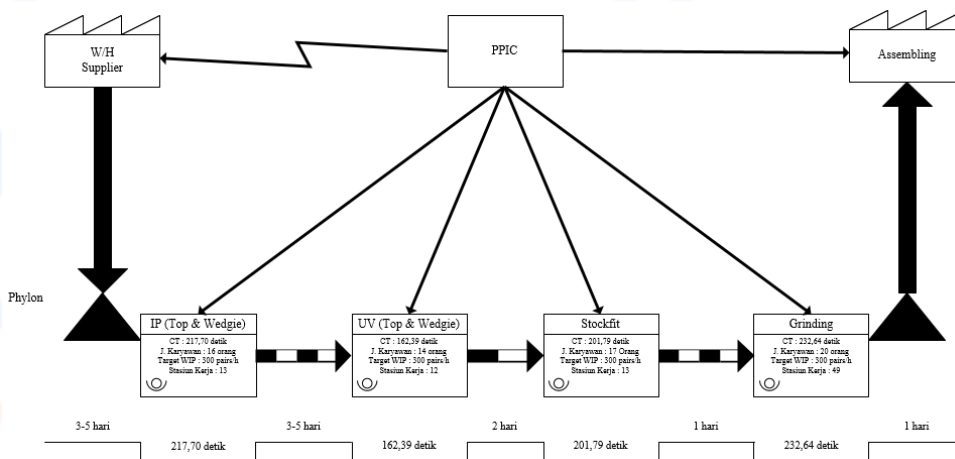 W/H
Supplier
PPIC
Assembling
Phylon
IP (Top & Wedgie)
CT : 217,70 detik
J. Karyawan : 16 orang
Target WIP : 300 pairs/h
Stasiun Kerja : 13
UV (Top & Wedgie)
CT : 162,39 detik
J. Karyawan : 14 orang
Target WIP : 300 pairs/h
Stasiun Kerja : 12
Stockfit
CT : 201,79 detik
J. Karyawan : 17 Orang
Target WIP : 300 pairs/h
Stasiun Kerja : 13
Grinding
CT : 232,64 detik
J. Karyawan : 20 orang
Target WIP : 300 pairs/h
Stasiun Kerja : 49
3-5 hari
217,70 detik
3-5 hari
162,39 detik
2 hari
201,79 detik
1 hari
232,64 detik
1 hari